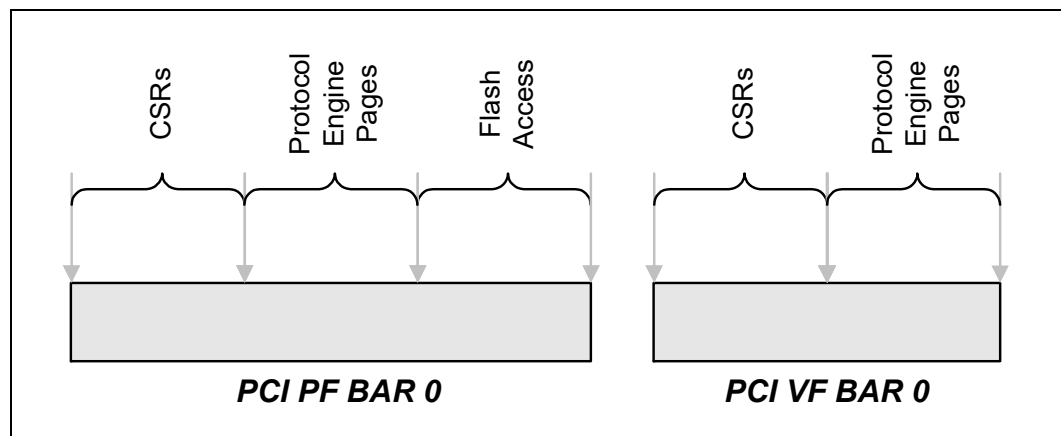 CSRs
Protocol
Engine
Pages
Flash
Access
CSRs
Protocol
Engine
Pages
PCI PF BAR 0
PCI VF BAR 0